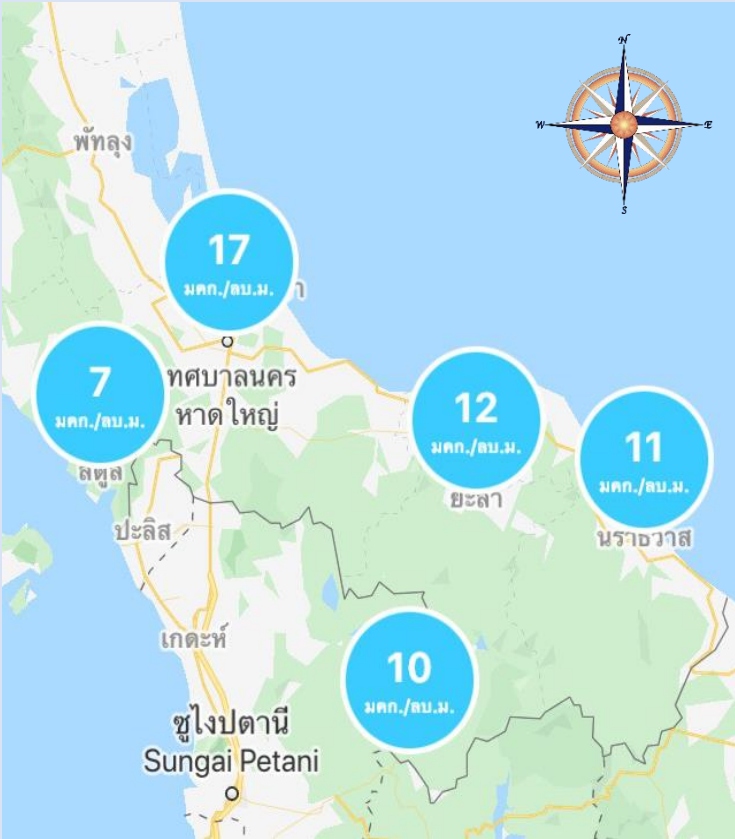 N
W
E
S
พัทลุง
17
มคก./ลบ.ม.
7
มคก./ลบ.ม.
ทศบาลนคร
หาดใหญ่
12
มคก./ลบ.ม.
11
มคก./ลบ.ม.
สตูล
ยะลา
ปะลิส
นราธิวาส
เกดะห์
10
มคก./ลบ.ม.
ซูไงปตานี
Sungai Petani